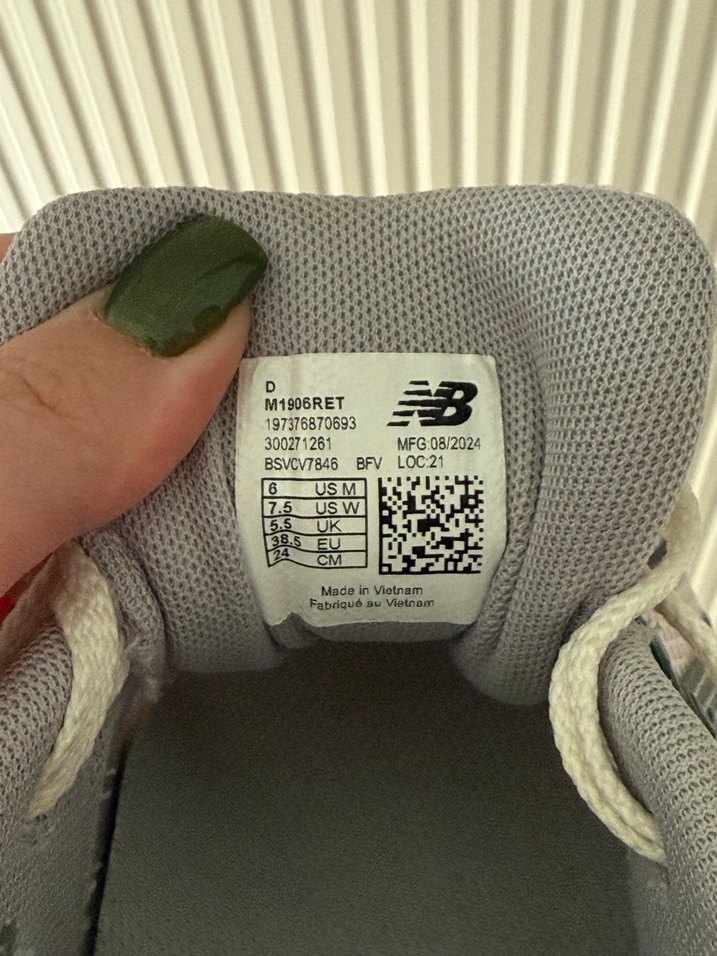 D
M1906RET
NB
197376870693
300271261 MFG:08/2024
BSVCV7846 BFV LOC:21
6 US M
7.5 US W
5.5 UK
38.5 EU
24 CM
Made in Vietnam
Fabriqué au Vietnam